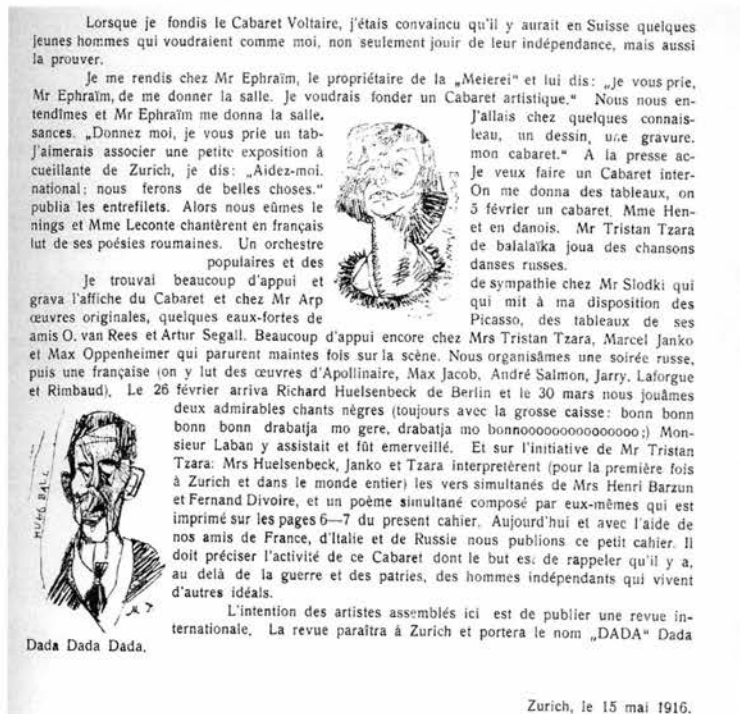 Lorsque je fondis le Cabaret Voltaire, j'étais convaincu qu'il y aurait en Suisse quelques
jeunes hommes qui voudraient comme moi, non seulement jouir de leur indépendance, mais aussi
la prouver.
Je me rendis chez Mr Ephraïm, le propriétaire de la „Meierei“ et lui dis: „Je vous prie,
Mr Ephraïm, de me donner la salle. Je voudrais fonder un Cabaret artistique.“ Nous nous en-
tendîmes et Mr Ephraïm me donna la salle. J'allais chez quelques connais-
sances. „Donnez moi, je vous prie un tab- leau, un dessin, une gravure.
J'aimerais associer une petite exposition à mon cabaret.“ A la presse ac-
cueillante de Zurich, je dis: „Aidez-moi. Je veux faire un Cabaret inter-
national; nous ferons de belles choses.“ On me donna des tableaux, on
publia les entrefilets. Alors nous eûmes le 5 février un cabaret. Mme Hen-
nings et Mme Leconte chantèrent en français et en danois. Mr Tristan Tzara
lut de ses poésies roumaines. Un orchestre de balalaïka joua des chansons
populaires et des danses russes.
Je trouvai beaucoup d'appui et de sympathie chez Mr Slodki qui
grava l'affiche du Cabaret et chez Mr Arp qui mit à ma disposition des
œuvres originales, quelques eaux-fortes de Picasso, des tableaux de ses
amis O. van Rees et Artur Segall. Beaucoup d'appui encore chez Mrs Tristan Tzara, Marcel Janko
et Max Oppenheimer qui parurent maintes fois sur la scène. Nous organisâmes une soirée russe,
puis une française (on y lut des œuvres d'Apollinaire, Max Jacob, André Salmon, Jarry, Laforgue
et Rimbaud). Le 26 février arriva Richard Huelsenbeck de Berlin et le 30 mars nous jouâmes
deux admirables chants nègres (toujours avec la grosse caisse: bonn bonn
bonn bonn drabatja mo gere, drabatja mo bonnooooooooooooooo;) Mon-
sieur Laban y assistait et fût emerveillé. Et sur l'initiative de Mr Tristan
Tzara: Mrs Huelsenbeck, Janko et Tzara interpretèrent (pour la première fois
à Zurich et dans le monde entier) les vers simultanés de Mrs Henri Barzun
et Fernand Divoire, et un poème simultané composé par eux-mêmes qui est
imprimé sur les pages 6—7 du present cahier. Aujourd'hui et avec l'aide de
nos amis de France, d'Italie et de Russie nous publions ce petit cahier. Il
doit préciser l'activité de ce Cabaret dont le but est de rappeler qu'il y a,
au delà de la guerre et des patries, des hommes indépendants qui vivent
d'autres idéals.
L'intention des artistes assemblés ici est de publier une revue in-
ternationale. La revue paraîtra à Zurich et portera le nom „DADA“ Dada
Dada Dada Dada.
HUGO BALL
M. J
Zurich, le 15 mai 1916.